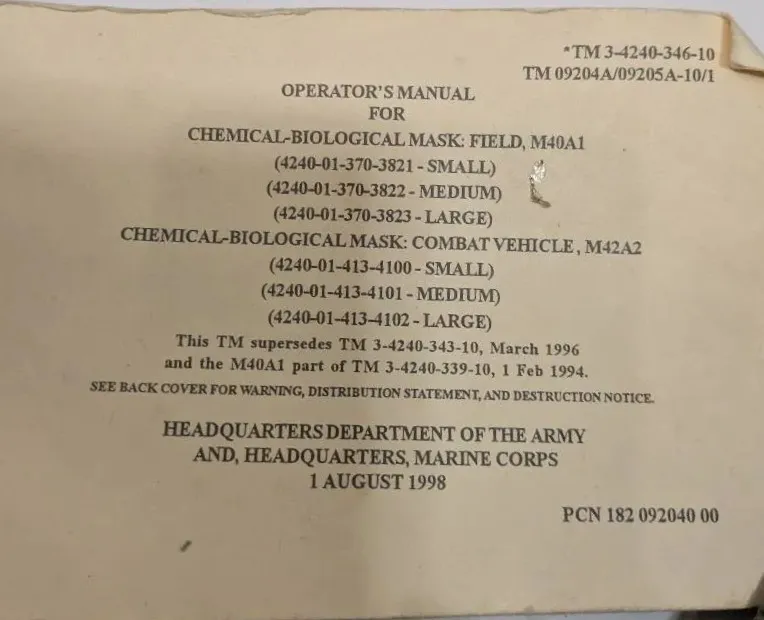 *TM 3-4240-346-10
TM 09204A/09205A-10/1
OPERATOR'S MANUAL
FOR
CHEMICAL-BIOLOGICAL MASK: FIELD, M40A1
(4240-01-370-3821 - SMALL)
(4240-01-370-3822 - MEDIUM)
(4240-01-370-3823 - LARGE)
CHEMICAL-BIOLOGICAL MASK: COMBAT VEHICLE, M42A2
(4240-01-413-4100 - SMALL)
(4240-01-413-4101 - MEDIUM)
(4240-01-413-4102 - LARGE)
This TM supersedes TM 3-4240-343-10, March 1996
and the M40A1 part of TM 3-4240-339-10, 1 Feb 1994.
SEE BACK COVER FOR WARNING, DISTRIBUTION STATEMENT, AND DESTRUCTION NOTICE.
HEADQUARTERS DEPARTMENT OF THE ARMY
AND, HEADQUARTERS, MARINE CORPS
1 AUGUST 1998
PCN 182 092040 00